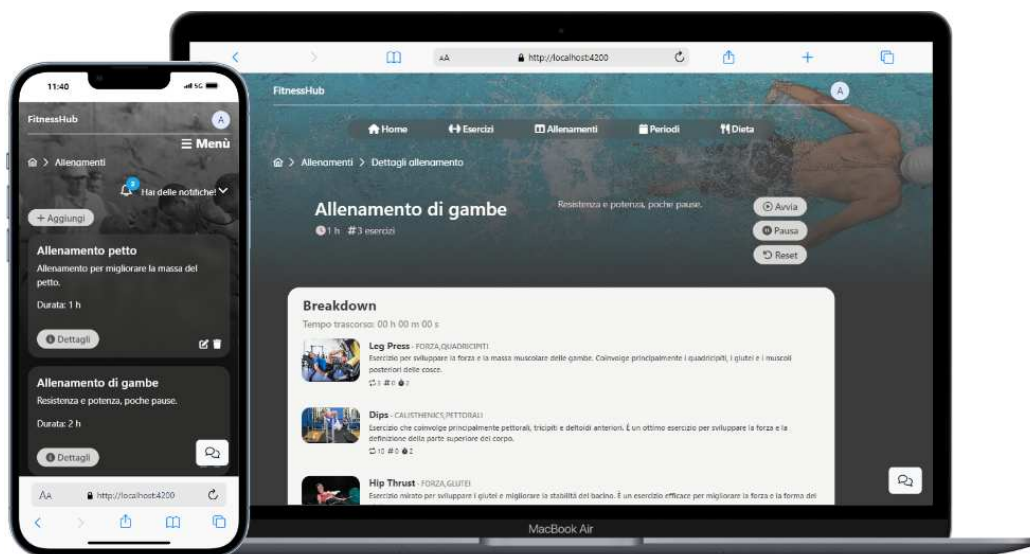 11:40
5G
FitnessHub
A
Menù
Allenamenti
3
Hai delle notifiche!
+ Aggiungi
Allenamento petto
Allenamento per migliorare la massa del
petto.
Durata: 1 h
Dettagli
Allenamento di gambe
Resistenza e potenza, poche pause.
Durata: 2 h
Dettagli
AA
http://localhost:4200
AA
http://localhost:4200
FitnessHub
A
Home
Esercizi
Allenamenti
Periodi
Dieta
Allenamenti > Dettagli allenamento
Allenamento di gambe
Resistenza e potenza, poche pause.
1 h #3 esercizi
Avvia
Pausa
Reset
Breakdown
Tempo trascorso: 00 h 00 m 00 s
Leg Press - FORZA,QUADRICIPITI
Esercizio per sviluppare la forza e la massa muscolare delle gambe. Coinvolge principalmente i quadricipiti, i glutei e i muscoli
posteriori delle cosce.
Dips - CALISTHENICS,PETTORALI
Esercizio che coinvolge principalmente pettorali, tricipiti e deltoidi anteriori. È un ottimo esercizio per sviluppare la forza e la
definizione della parte superiore del corpo.
10 #0 2
Hip Thrust - FORZA,GLUTEI
Esercizio mirato per sviluppare i glutei e migliorare la stabilità del bacino. È un esercizio efficace per migliorare la forza e la forma dei
MacBook Air